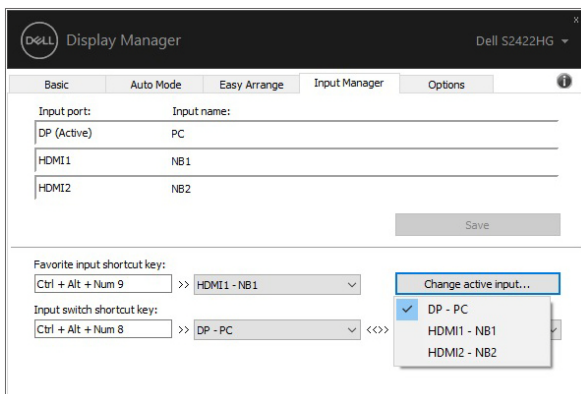 DELL Display Manager Dell S2422HG
x
Basic Auto Mode Easy Arrange Input Manager Options i
Input port: Input name:
DP (Active) PC
HDMI1 NB1
HDMI2 NB2
Save
Favorite input shortcut key:
Ctrl + Alt + Num 9 >> HDMI1 - NB1 Change active input...
Input switch shortcut key:
Ctrl + Alt + Num 8 >> DP - PC <<>>
DP - PC
HDMI1 - NB1
HDMI2 - NB2